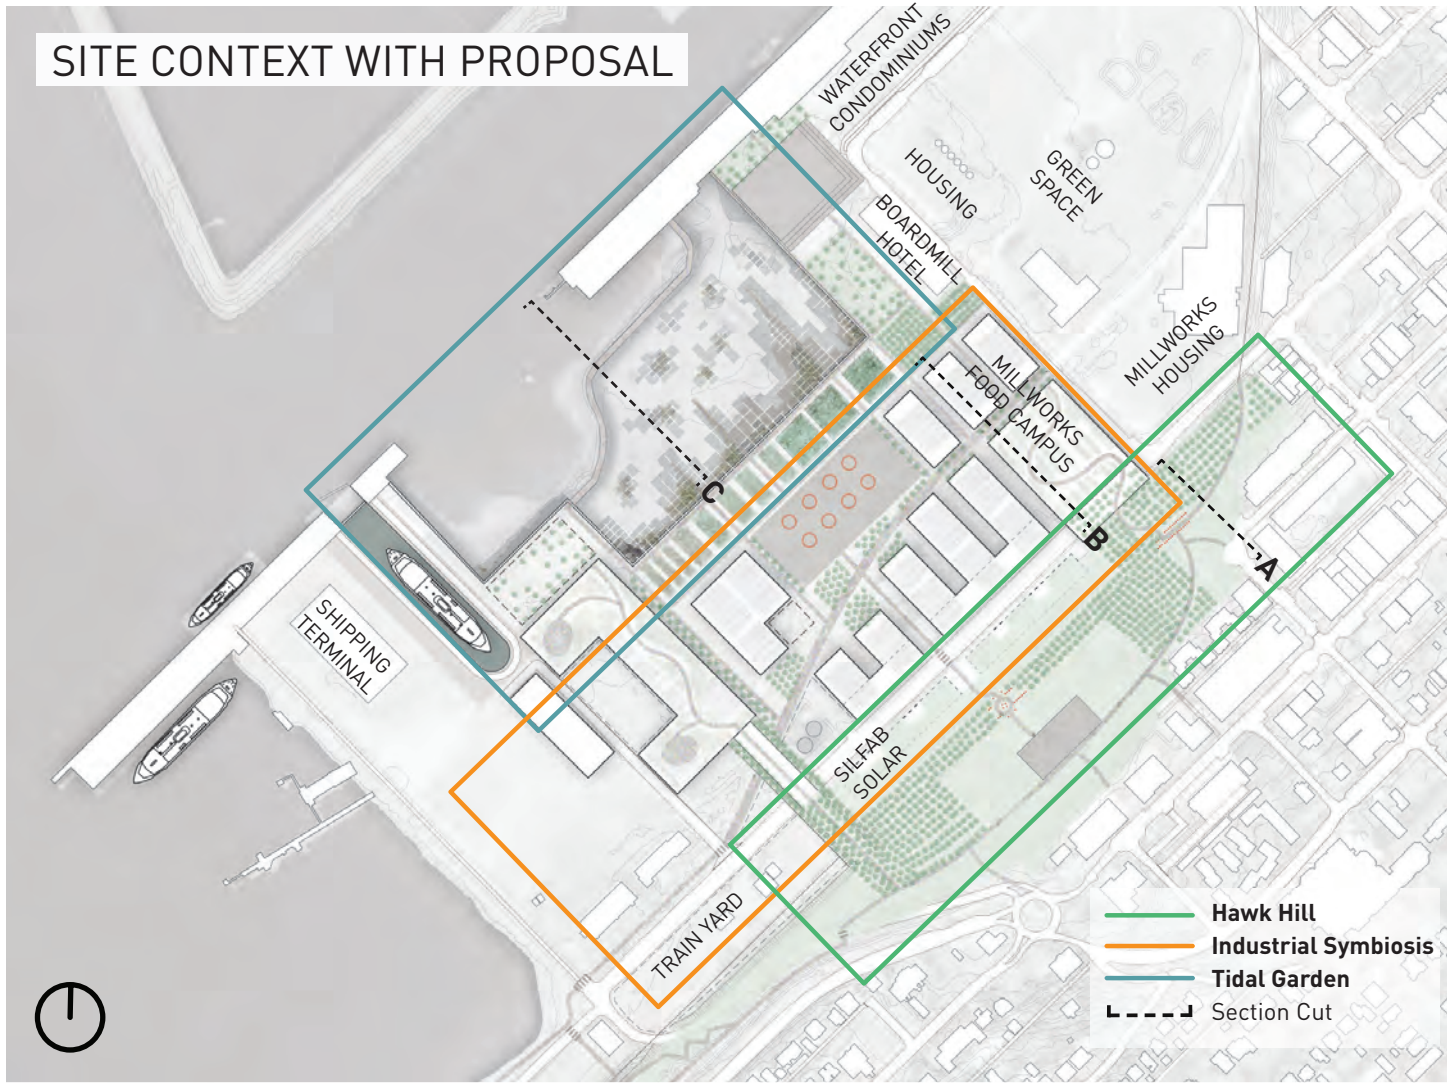 SITE CONTEXT WITH PROPOSAL
WATERFRONT
CONDOMINIUMS
HOUSING
GREEN
SPACE
BOARDMILL
HOTEL
MILLWORKS
HOUSING
MILLWORKS
FOOD CAMPUS
C
B
A
SHIPPING
TERMINAL
SILFAB
SOLAR
TRAIN YARD
Hawk Hill
Industrial Symbiosis
Tidal Garden
Section Cut